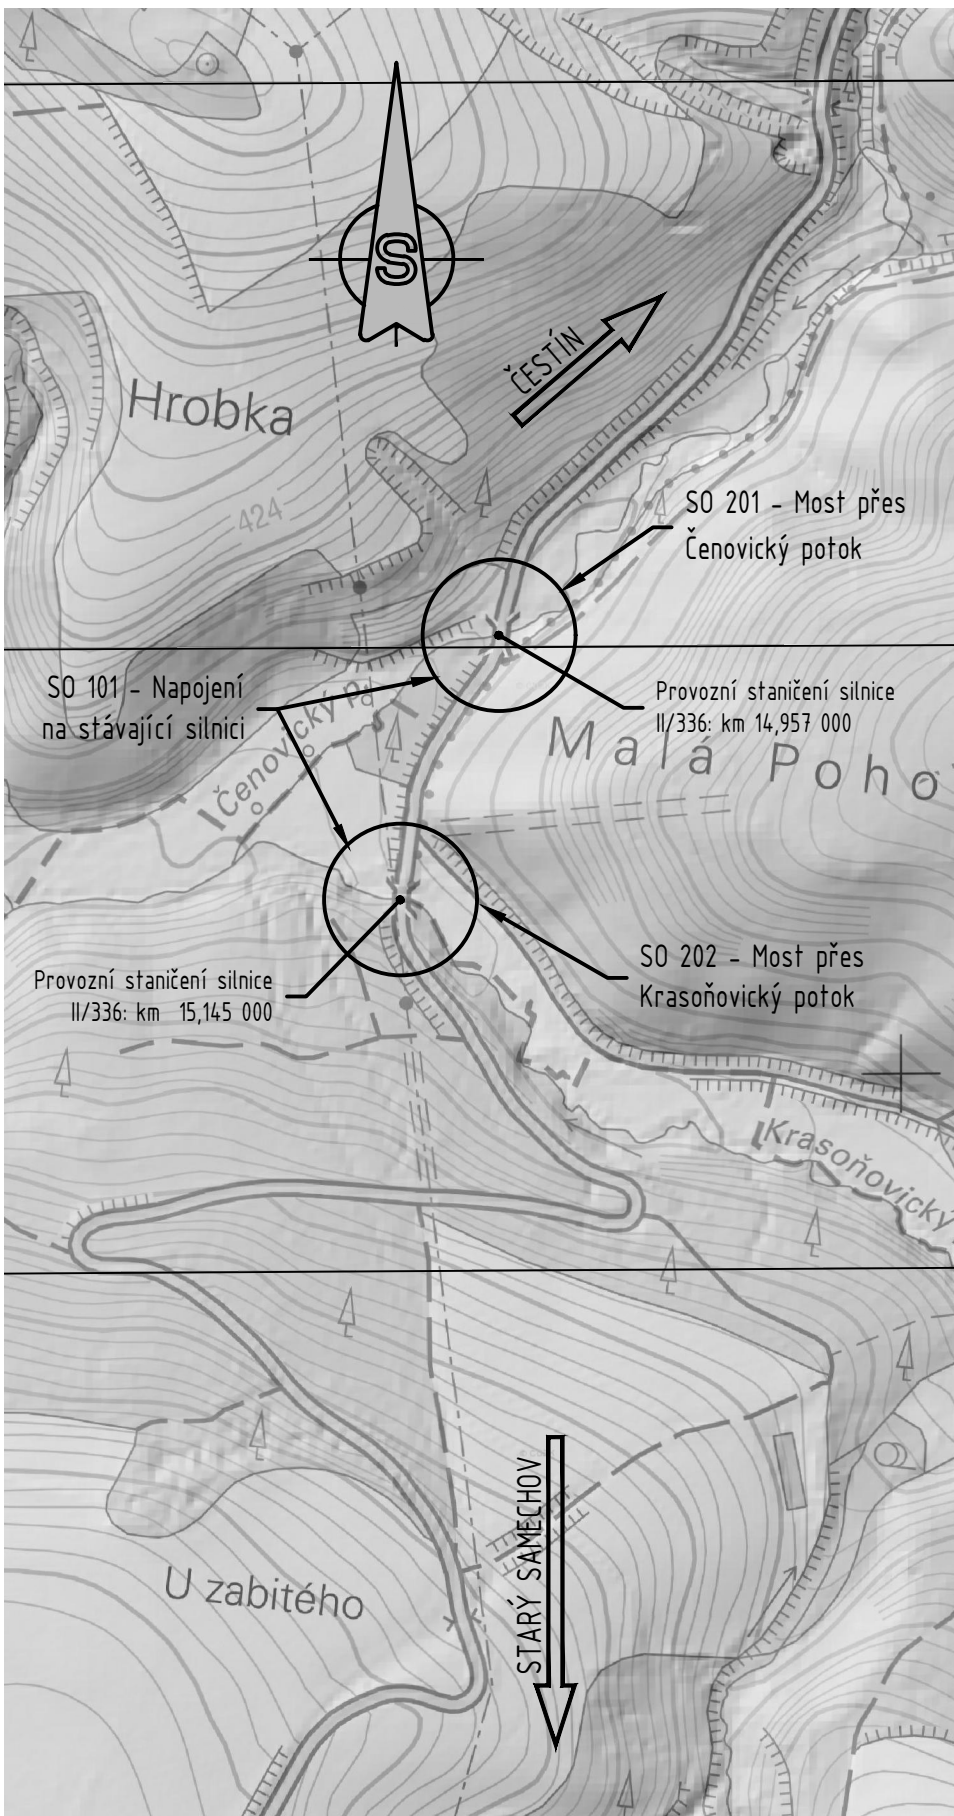 S
ČESTÍN
Hrobka
424
SO 201 - Most přes
Čenovický potok
SO 101 - Napojení
na stávající silnici
Provozní staničení silnice
II/336: km 14,957 000
Čenovický
Malá Poho
Provozní staničení silnice
II/336: km 15,145 000
SO 202 - Most přes
Krasoňovický potok
Krasoňovický
STARÝ SAMECHOV
U zabitého